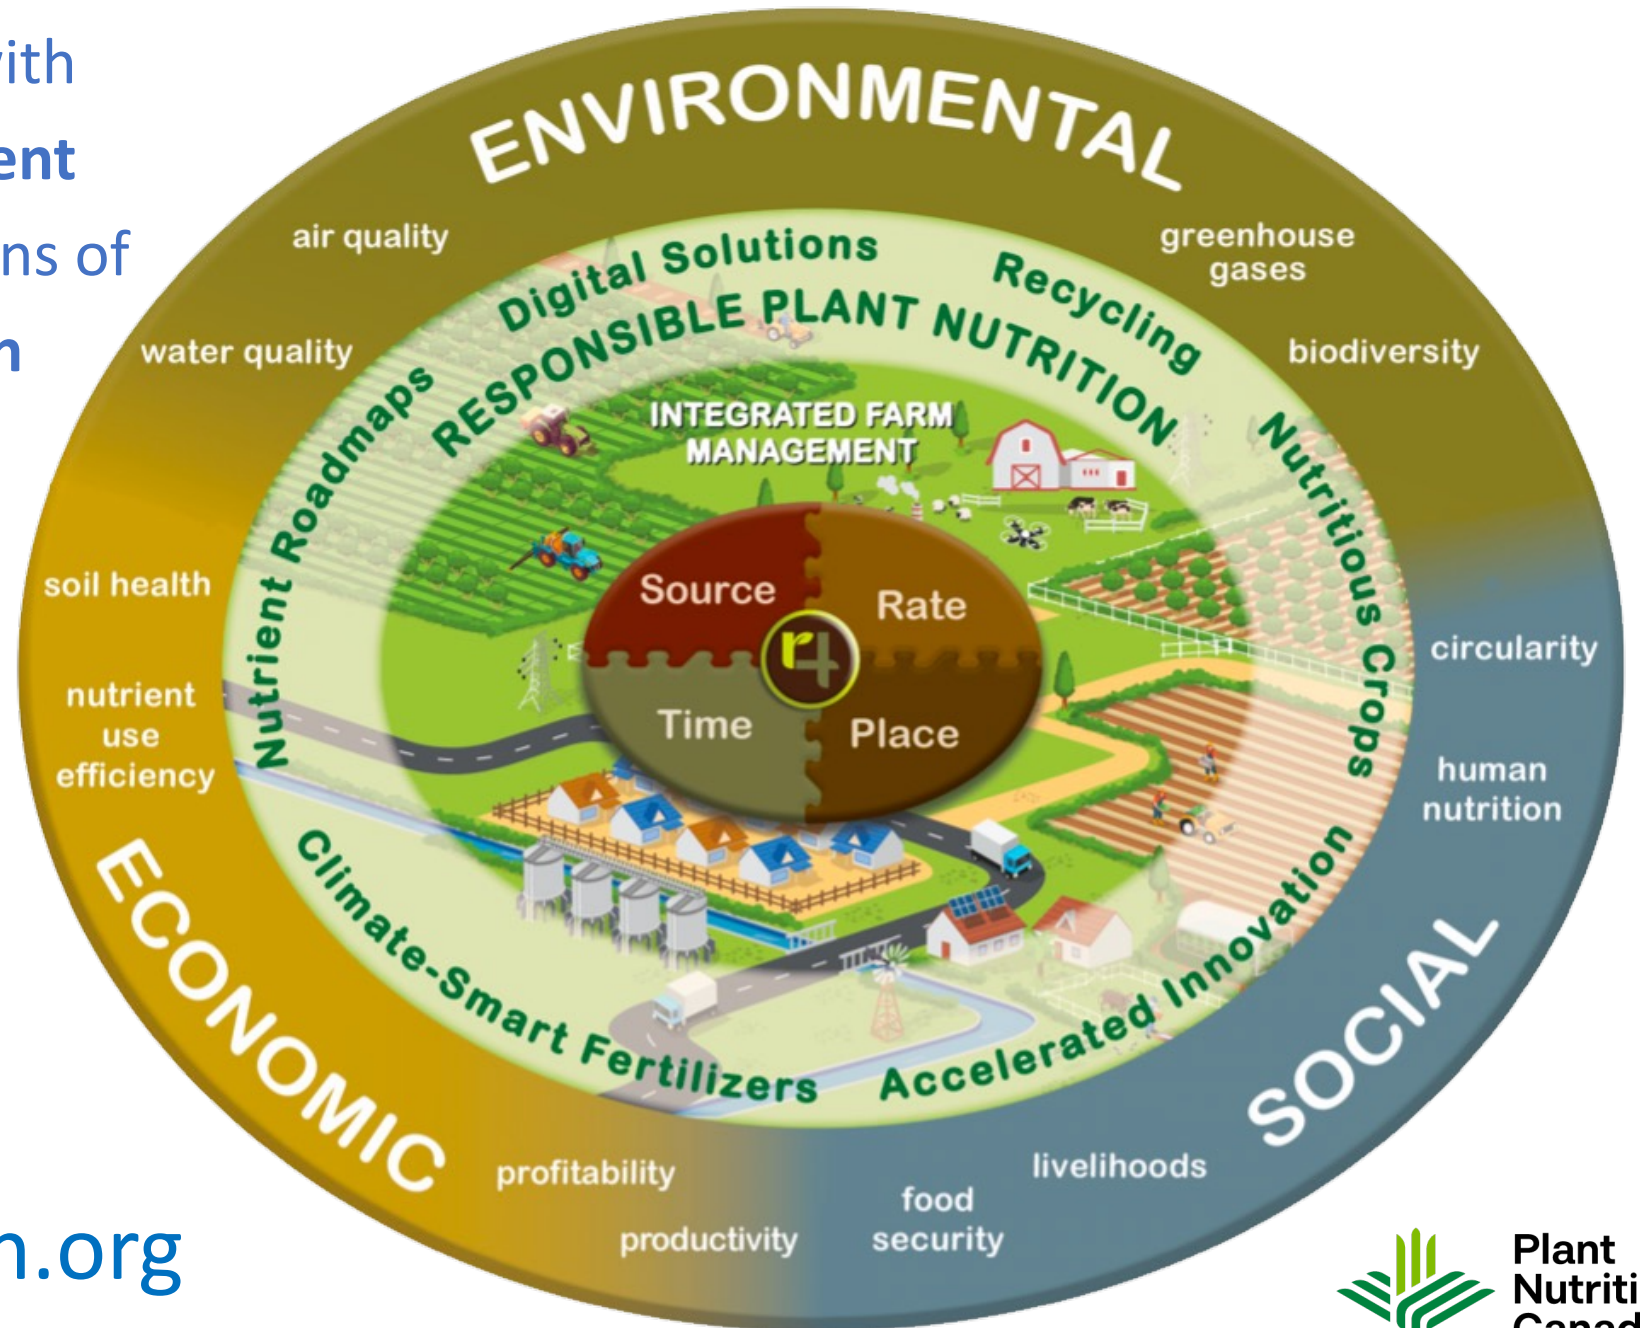 with
ent
ns of
n
ENVIRONMENTAL
air quality
water quality
greenhouse
gases
biodiversity
Digital Solutions
Recycling
RESPONSIBLE PLANT NUTRITION
Nutrient Roadmaps
Nutritious Crops
INTEGRATED FARM
MANAGEMENT
Source
Rate
r4
Time
Place
soil health
nutrient
use
efficiency
circularity
human
nutrition
Climate-Smart Fertilizers
Accelerated Innovation
ECONOMIC
SOCIAL
profitability
productivity
livelihoods
food
security
n.org
Plant
Nutriti
Canad